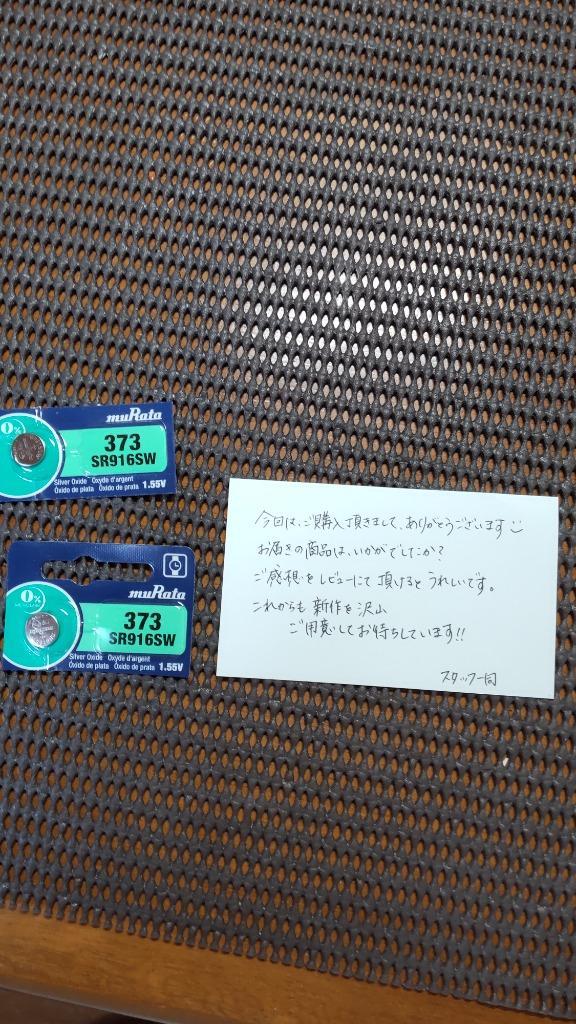 muRata
0%
373
SR916SW
Silver Oxide Oxyde d'argent
Óxido de plata Óxido de prata 1.55V
muRata
0%
373
SR916SW
Silver Oxide Oxyde d'argent
Óxido de plata Óxido de prata 1.55V
今回は、ご購入頂きまして、ありがとうございます
お届きの商品は、いかがでしたか?
ご感想をレビューにて頂けるとうれしいです。
これからも新作を沢山
ご用意してお待ちしています!!
スタッフ一同